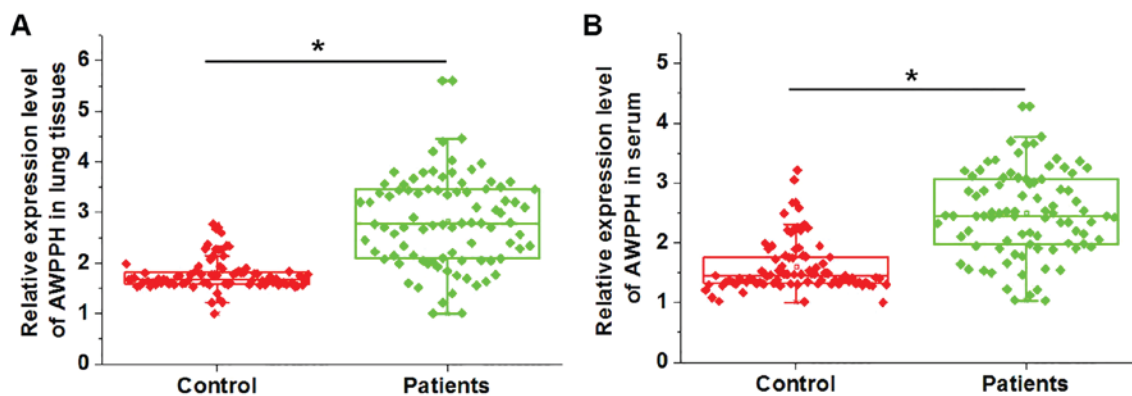 A
Relative expression level
of AWPPH in lung tissues
6
5
4
3
2
1
0
*
Control
Patients
B
Relative expression level
of AWPPH in serum
5
4
3
2
1
0
*
Control
Patients